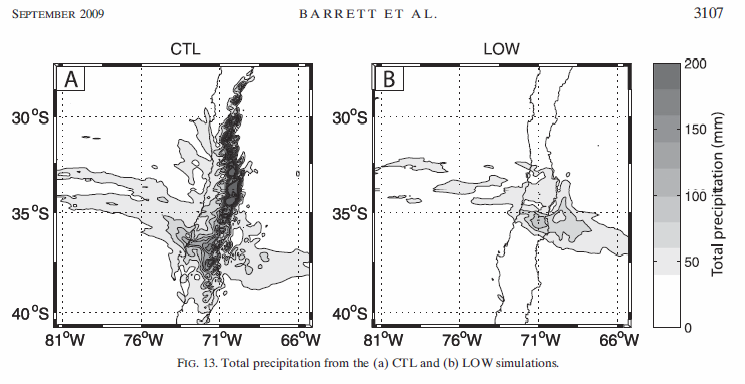 SEPTEMBER 2009 BARRETT ET AL. 3107
CTL LOW
A B
200
150
100
50
0
Total precipitation (mm)
30°S 30°S
35°S 35°S
40°S 40°S
81°W 76°W 71°W 66°W 81°W 76°W 71°W 66°W
FIG. 13. Total precipitation from the (a) CTL and (b) LOW simulations.